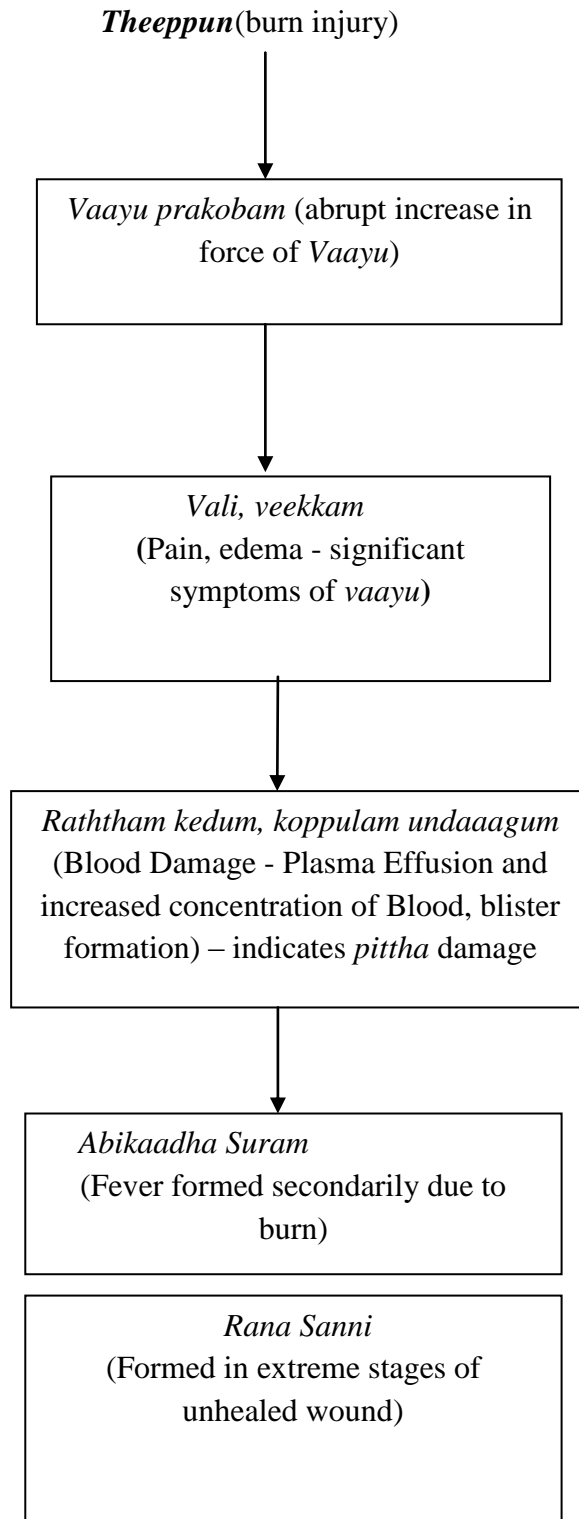 Theeppun(burn injury)
Vaayu prakobam (abrupt increase in
force of Vaayu)
Vali, veekkam
(Pain, edema - significant
symptoms of vaayu)
Raththam kedum, koppulam undaaagum
(Blood Damage - Plasma Effusion and
increased concentration of Blood, blister
formation) – indicates pittha damage
Abikaadha Suram
(Fever formed secondarily due to
burn)
Rana Sanni
(Formed in extreme stages of
unhealed wound)